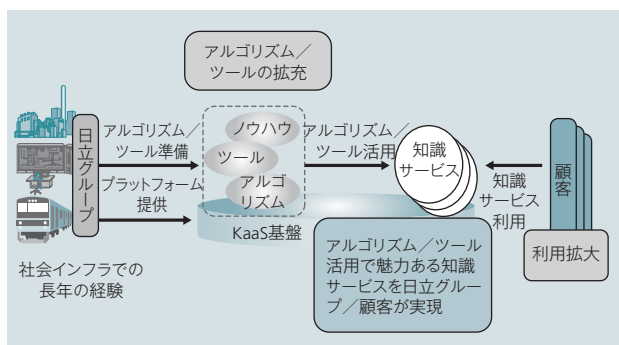 アルゴリズム／
ツールの拡充
日立グループ
アルゴリズム／
ツール準備
プラットフォーム
提供
ノウハウ
ツール
アルゴ
リズム
KaaS基盤
アルゴリズム／
ツール活用
知識
サービス
知識
サービス
利用
顧客
利用拡大
社会インフラでの
長年の経験
アルゴリズム／ツール
活用で魅力ある知識
サービスを日立グルー
プ／顧客が実現